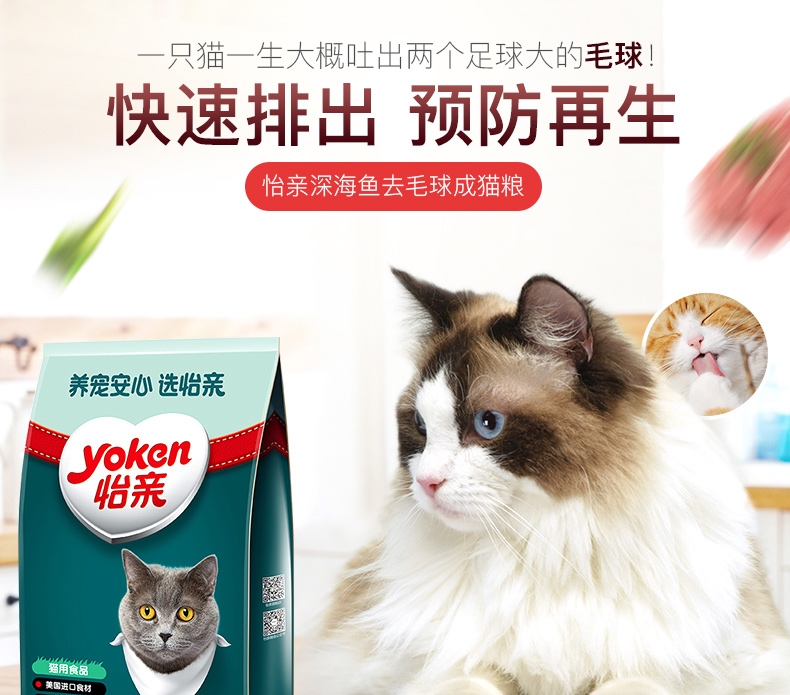 一只猫一生大概吐出两个足球大的毛球！
快速排出 预防再生
怡亲深海鱼去毛球成猫粮
养宠安心 选怡亲
yoken
怡亲
猫用食品
美国进口食材